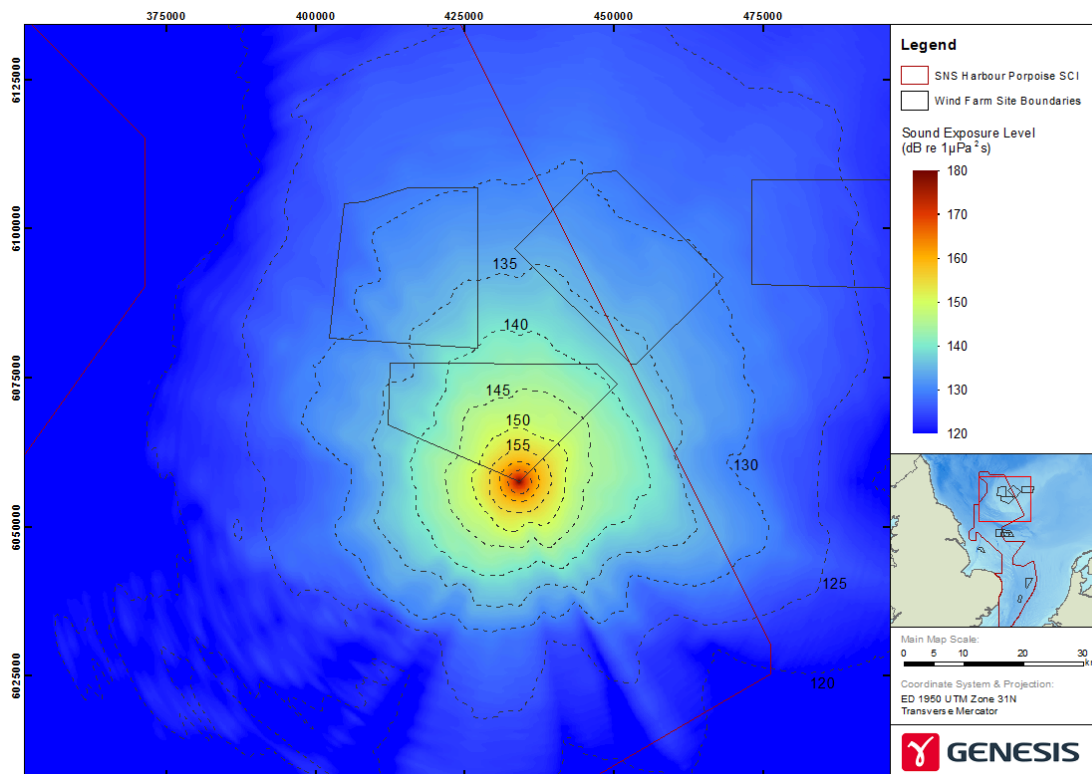 375000 400000 425000 450000 475000
6125000
6100000
6075000
6050000
6025000
135
140
145
150
155
130
125
120
Legend
SNS Harbour Porpoise SCI
Wind Farm Site Boundaries
Sound Exposure Level
(dB re 1µPa²s)
180
170
160
150
140
130
120
Main Map Scale:
0 5 10 20 30
km
Coordinate System & Projection:
ED 1950 UTM Zone 31N
Transverse Mercator
GENESIS